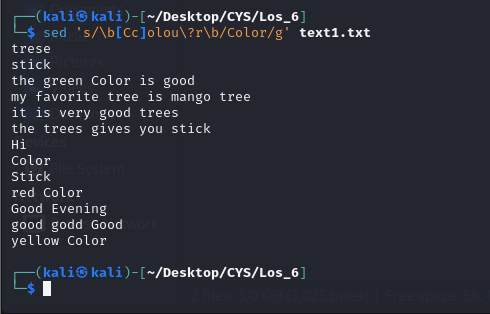 ┌──(kali㉿kali)-[~/Desktop/CYS/Los_6]
└─$ sed 's/\b[Cc]olou\?r\b/Color/g' text1.txt
trese
stick
the green Color is good
my favorite tree is mango tree
it is very good trees
the trees gives you stick
Hi
Color
Stick
red Color
Good Evening
good godd Good
yellow Color
┌──(kali㉿kali)-[~/Desktop/CYS/Los_6]
└─$